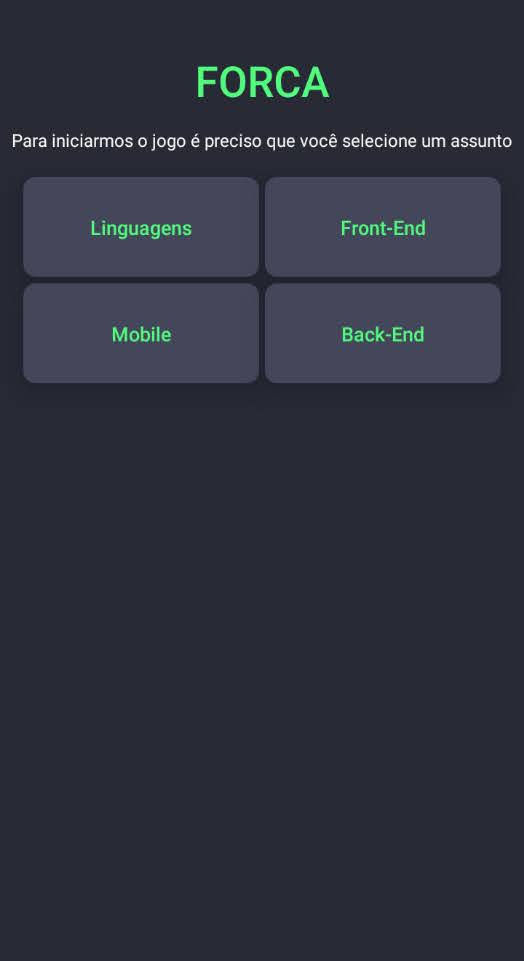 FORCA
Para iniciarmos o jogo é preciso que você selecione um assunto
Linguagens
Front-End
Mobile
Back-End